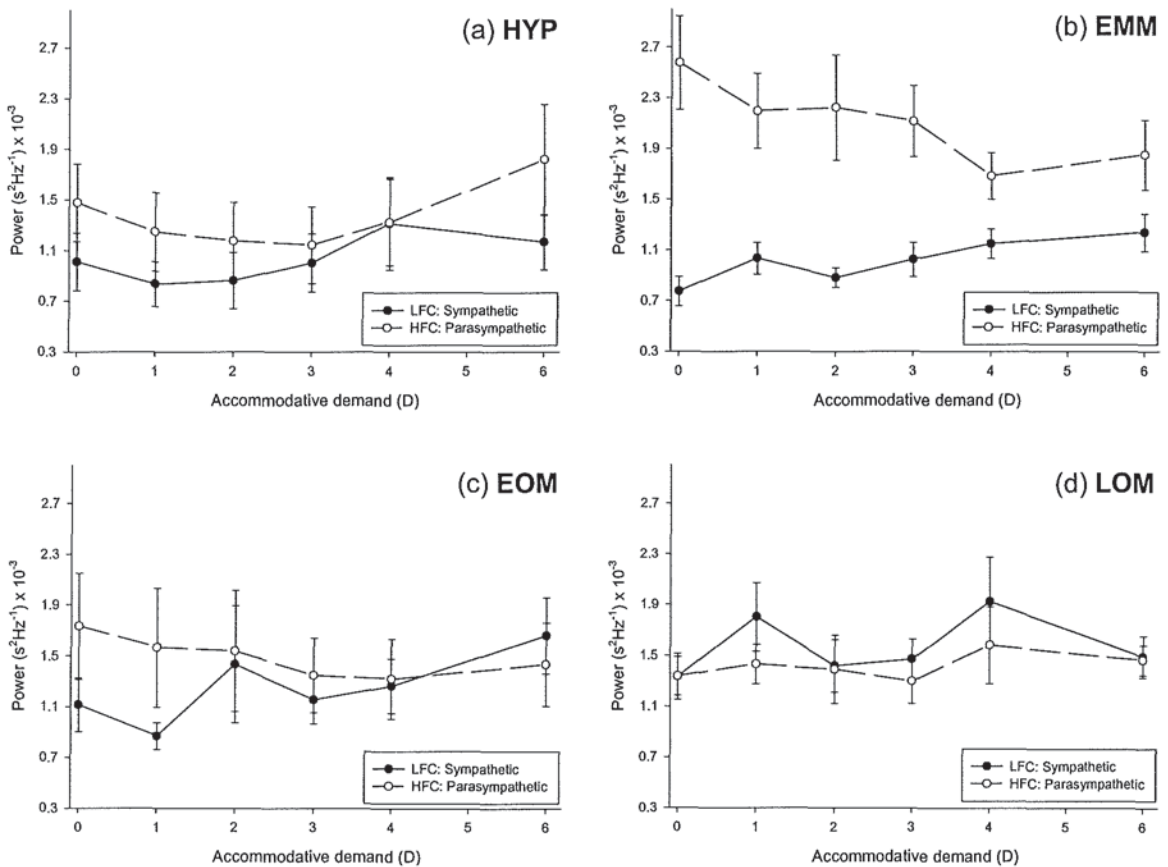 (a) HYP
Power (s²Hz⁻¹) x 10⁻³
2.7
2.3
1.9
1.5
1.1
0.7
0.3
LFC: Sympathetic
HFC: Parasympathetic
0 1 2 3 4 5 6
Accommodative demand (D)
(b) EMM
Power (s²Hz⁻¹) x 10⁻³
2.7
2.3
1.9
1.5
1.1
0.7
0.3
LFC: Sympathetic
HFC: Parasympathetic
0 1 2 3 4 5 6
Accommodative demand (D)
(c) EOM
Power (s²Hz⁻¹) x 10⁻³
2.7
2.3
1.9
1.5
1.1
0.7
0.3
LFC: Sympathetic
HFC: Parasympathetic
0 1 2 3 4 5 6
Accommodative demand (D)
(d) LOM
Power (s²Hz⁻¹) x 10⁻³
2.7
2.3
1.9
1.5
1.1
0.7
0.3
LFC: Sympathetic
HFC: Parasympathetic
0 1 2 3 4 5 6
Accommodative demand (D)